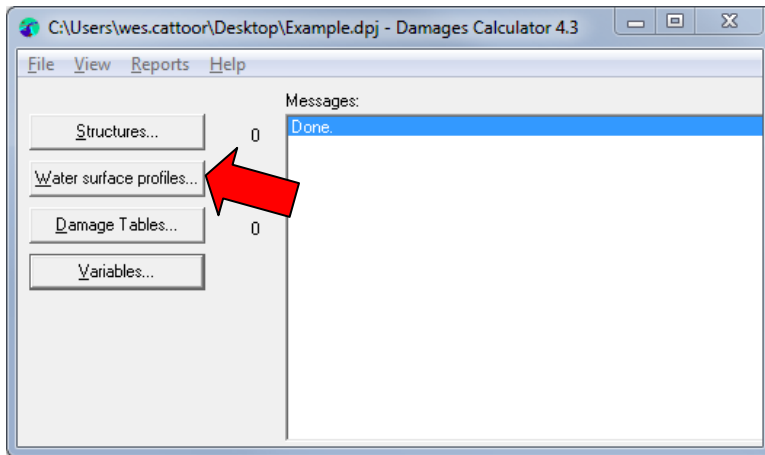 C:\Users\wes.cattoor\Desktop\Example.dpj - Damages Calculator 4.3
File View Reports Help
Messages:
Structures... 0
Done.
Water surface profiles...
Damage Tables... 0
Variables...